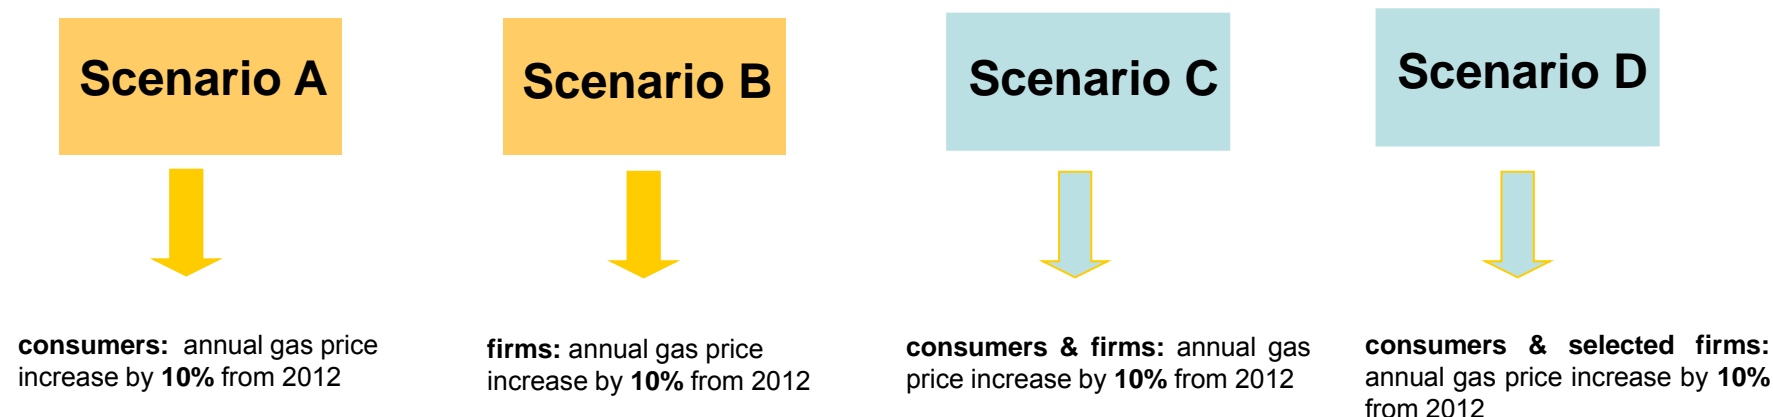 Scenario A
Scenario B
Scenario C
Scenario D
consumers: annual gas price
increase by 10% from 2012
firms: annual gas price
increase by 10% from 2012
consumers & firms: annual gas
price increase by 10% from 2012
consumers & selected firms:
annual gas price increase by 10%
from 2012